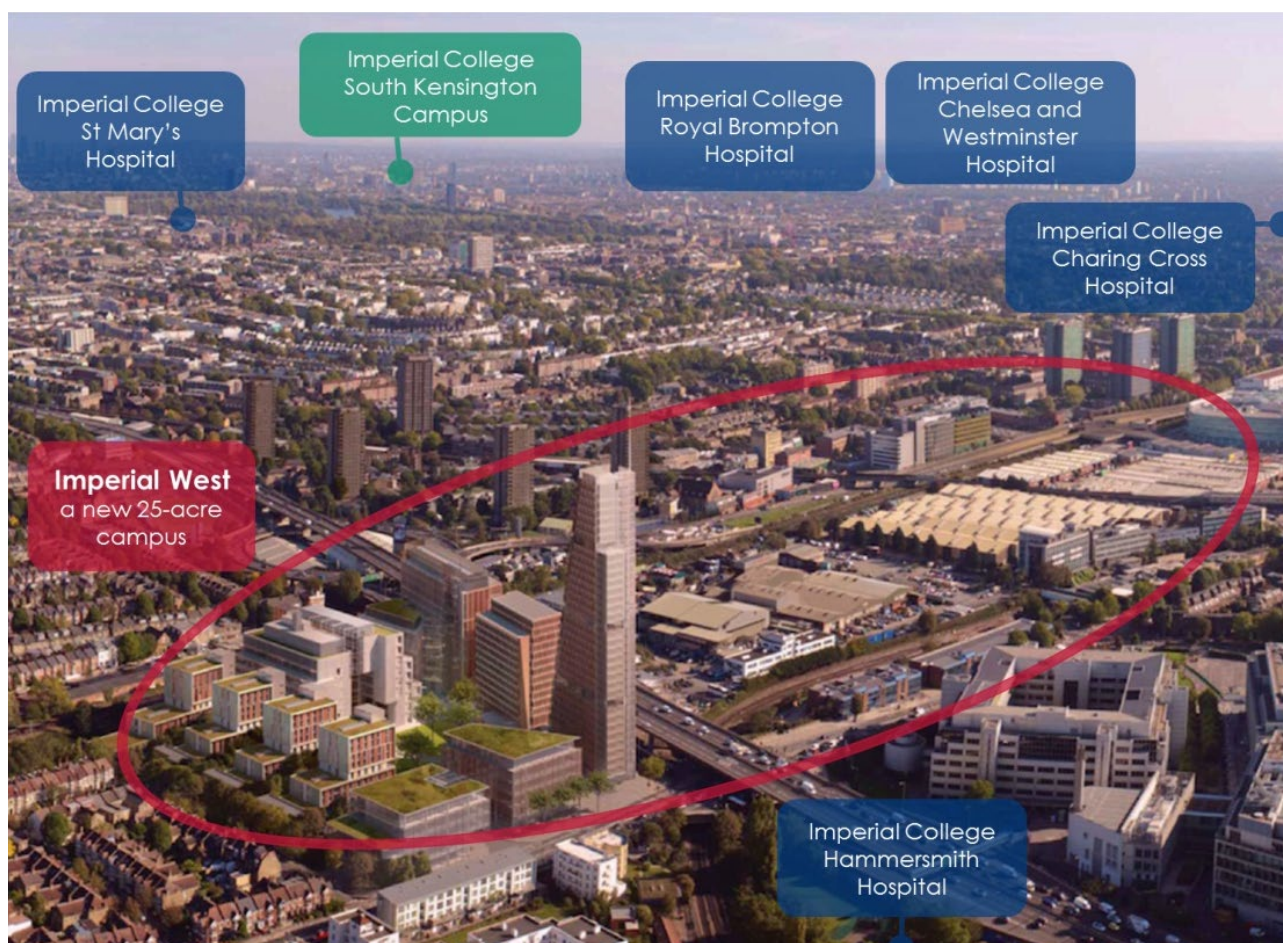 Imperial College
St Mary's
Hospital
Imperial College
South Kensington
Campus
Imperial College
Royal Brompton
Hospital
Imperial College
Chelsea and
Westminster
Hospital
Imperial College
Charing Cross
Hospital
Imperial West
a new 25-acre
campus
Imperial College
Hammersmith
Hospital